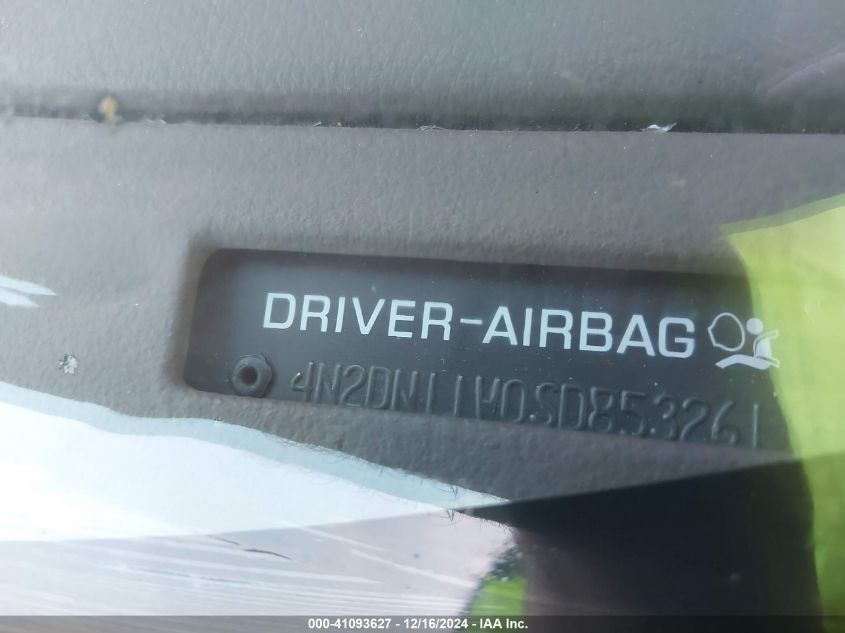 DRIVER-AIRBAG
4N2DN11W0SD853261
000-41093627 - 12/16/2024 - IAA Inc.